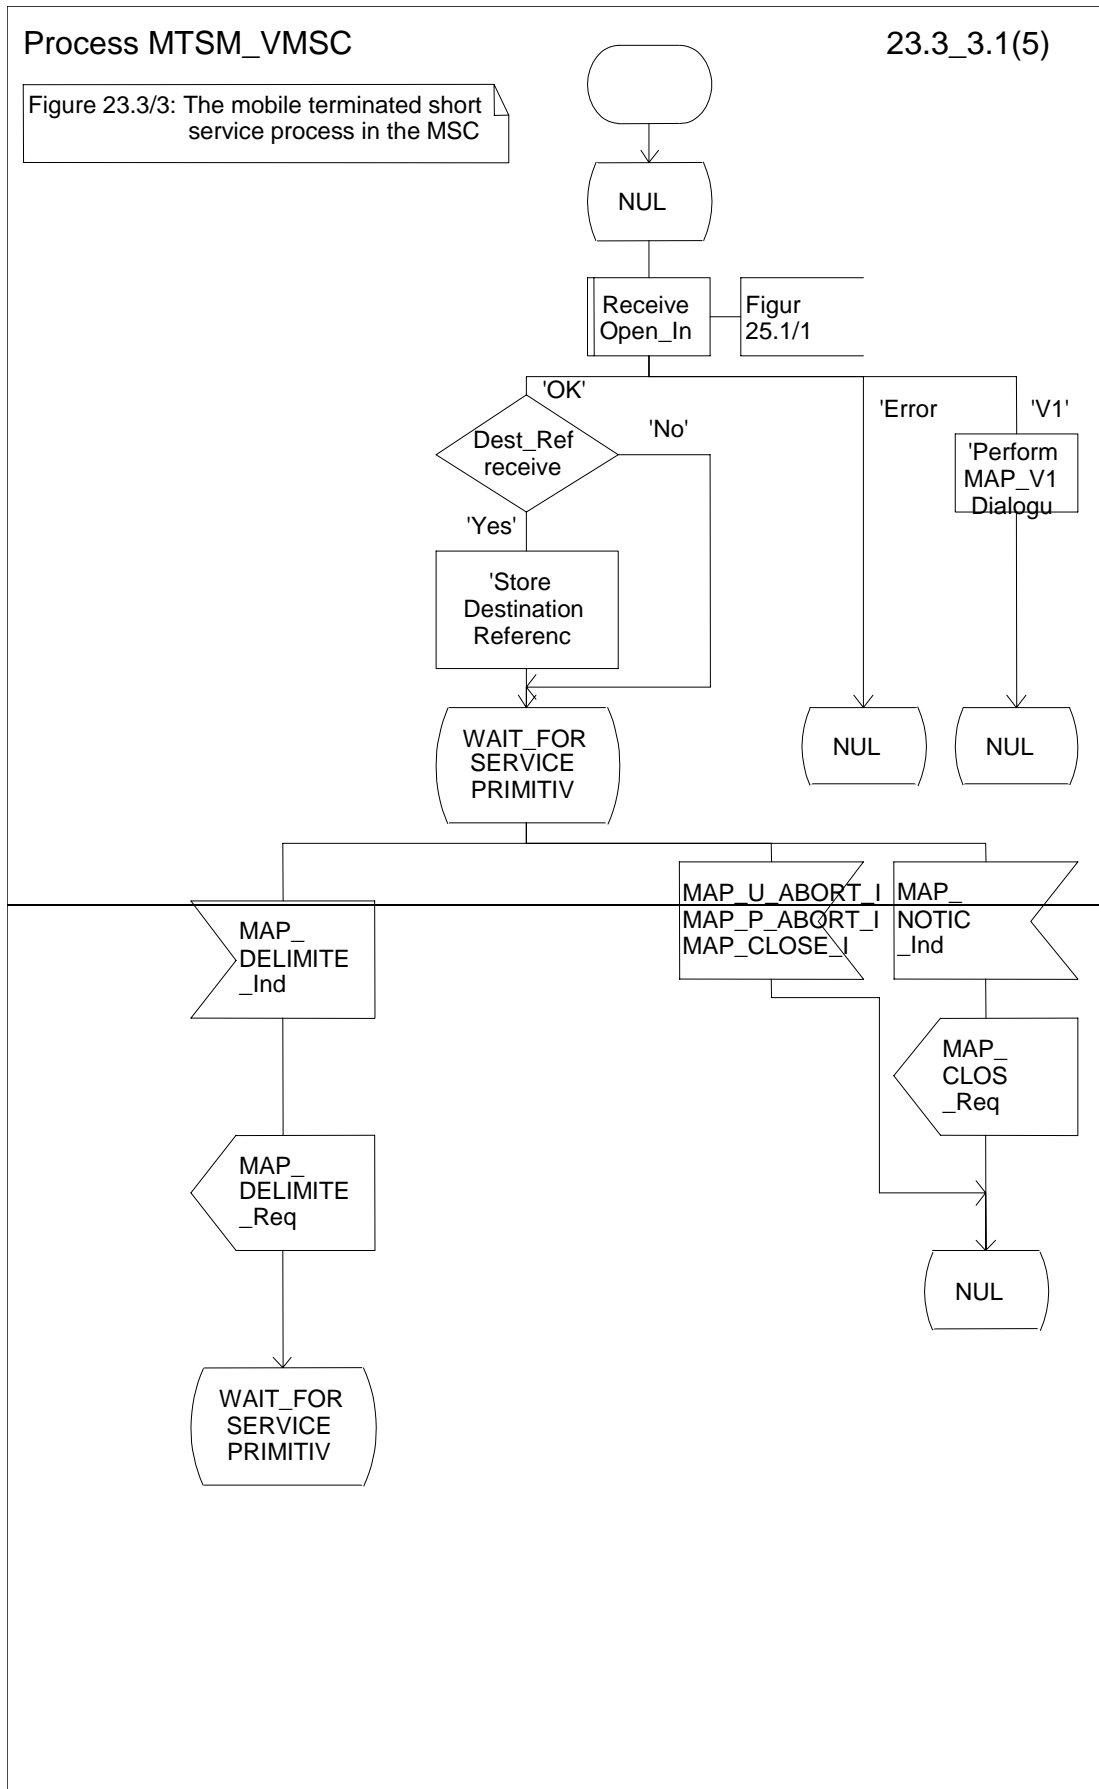 Process MTSM_VMSC
23.3_3.1(5)
Figure 23.3/3: The mobile terminated short
service process in the MSC
NUL
Receive
Open_In
Figur
25.1/1
'OK'
'Error
'V1'
Dest_Ref
receive
'No'
'Perform
MAP_V1
Dialogu
'Yes'
'Store
Destination
Referenc
WAIT_FOR
SERVICE
PRIMITIV
NUL
NUL
MAP_
DELIMITE
_Ind
MAP_U_ABORT_I
MAP_P_ABORT_I
MAP_CLOSE_I
MAP_
NOTIC
_Ind
MAP_
CLOS
_Req
MAP_
DELIMITE
_Req
NUL
WAIT_FOR
SERVICE
PRIMITIV